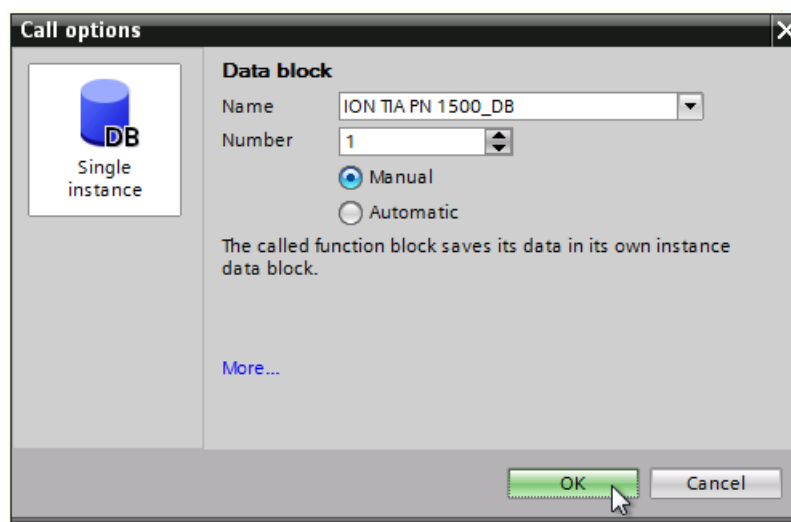 Call options
DB
Single
instance
Data block
Name ION TIA PN 1500_DB
Number 1
Manual
Automatic
The called function block saves its data in its own instance
data block.
More...
OK Cancel